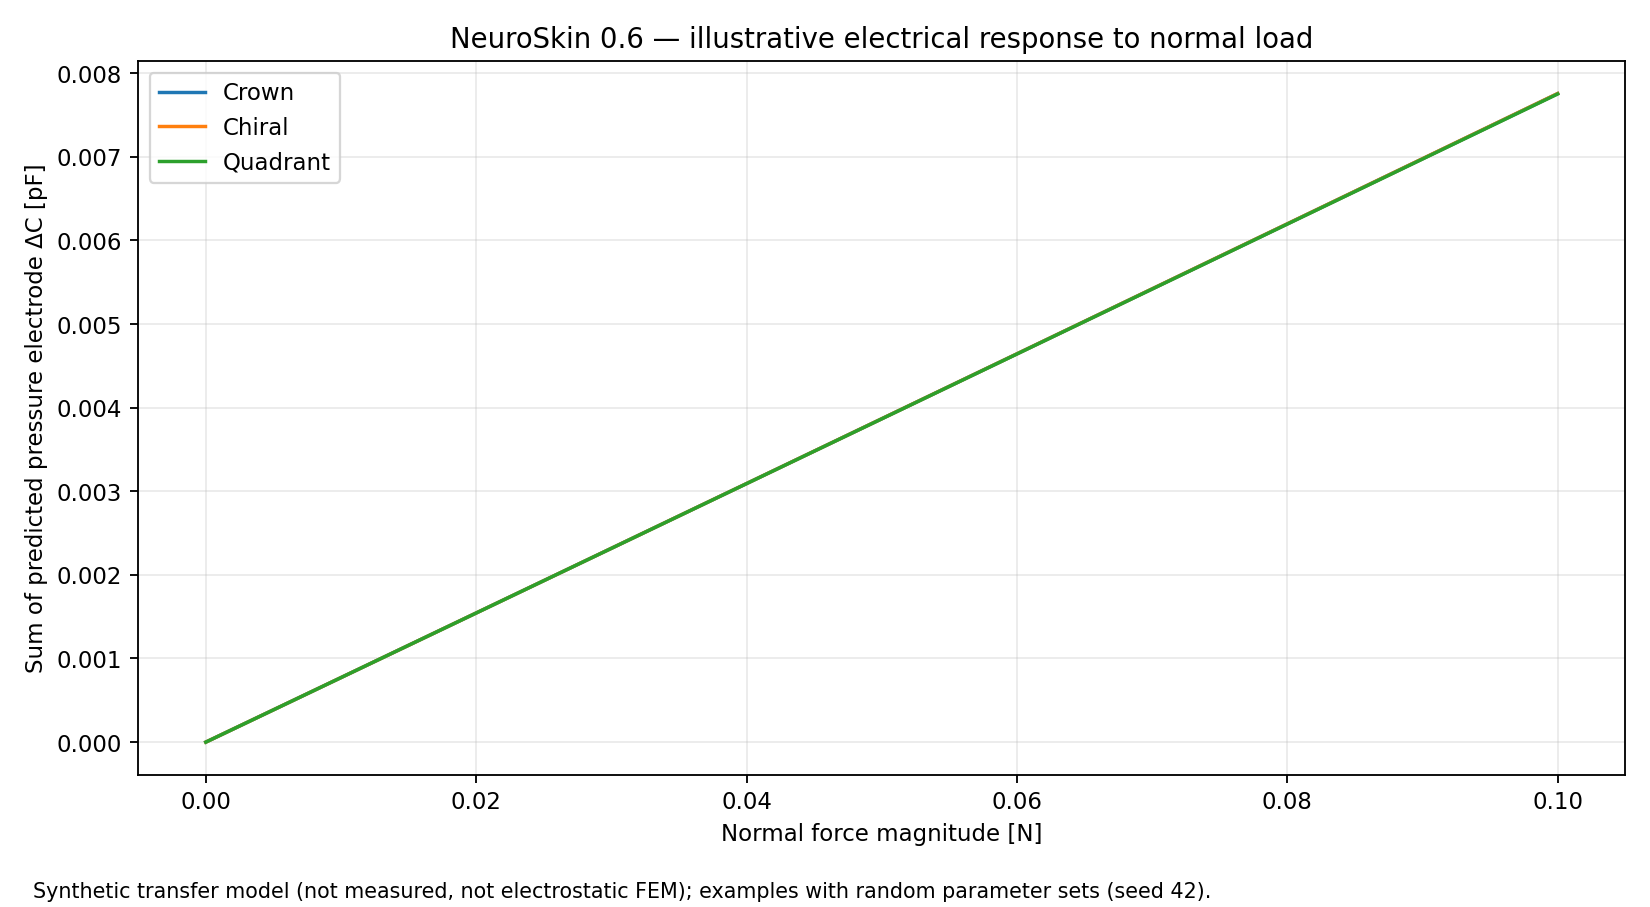 NeuroSkin 0.6 — illustrative electrical response to normal load
Crown
Chiral
Quadrant
Sum of predicted pressure electrode ΔC [pF]
0.008
0.007
0.006
0.005
0.004
0.003
0.002
0.001
0.000
0.00 0.02 0.04 0.06 0.08 0.10
Normal force magnitude [N]
Synthetic transfer model (not measured, not electrostatic FEM); examples with random parameter sets (seed 42).